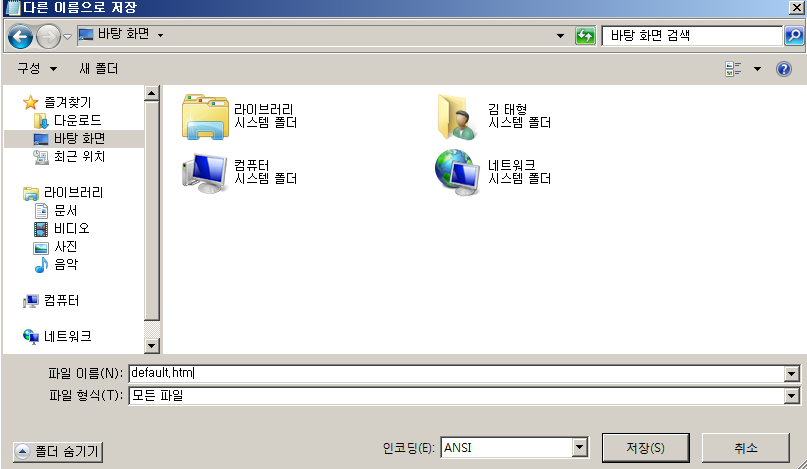 다른 이름으로 저장
바탕 화면
바탕 화면 검색
구성 새 폴더
즐겨찾기
다운로드
바탕 화면
최근 위치
라이브러리
문서
비디오
사진
음악
컴퓨터
네트워크
라이브러리
시스템 폴더
김 태형
시스템 폴더
컴퓨터
시스템 폴더
네트워크
시스템 폴더
파일 이름(N): default.htm
파일 형식(T): 모든 파일
폴더 숨기기 인코딩(E): ANSI 저장(S) 취소